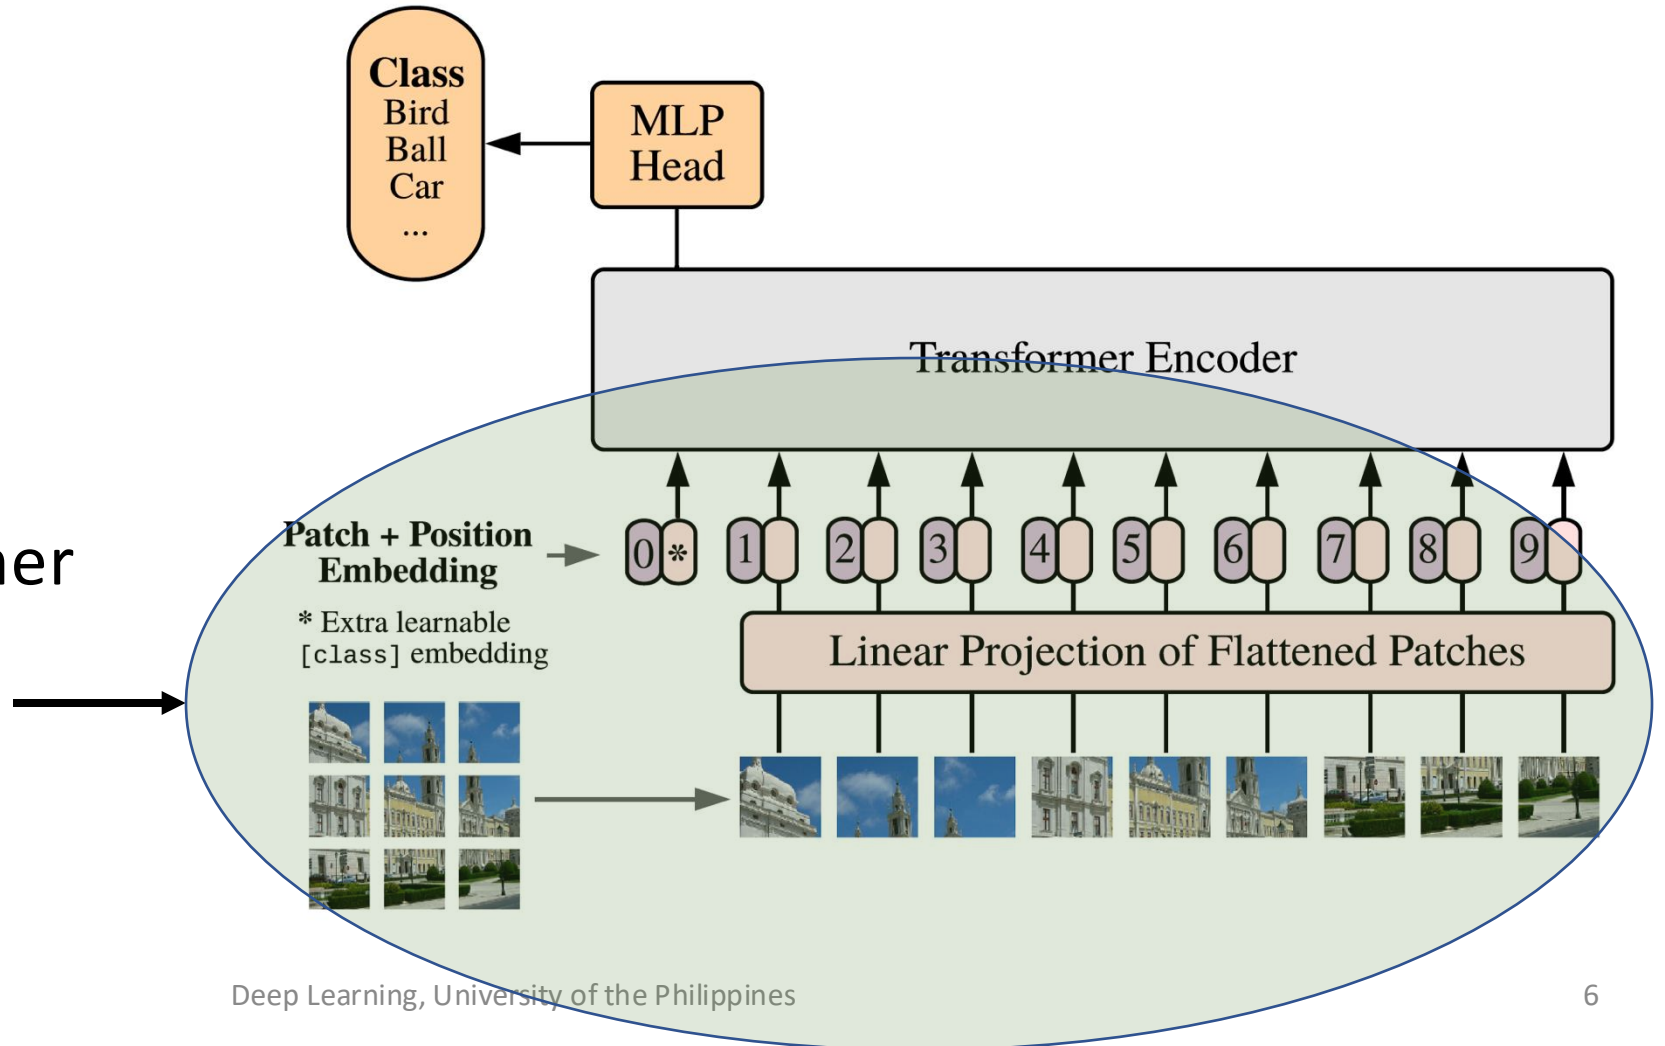 Class
Bird
Ball
Car
...
MLP
Head
Transformer Encoder
Patch + Position
Embedding
0 * 1 2 3 4 5 6 7 8 9
* Extra learnable
[class] embedding
Linear Projection of Flattened Patches
Deep Learning, University of the Philippines
6